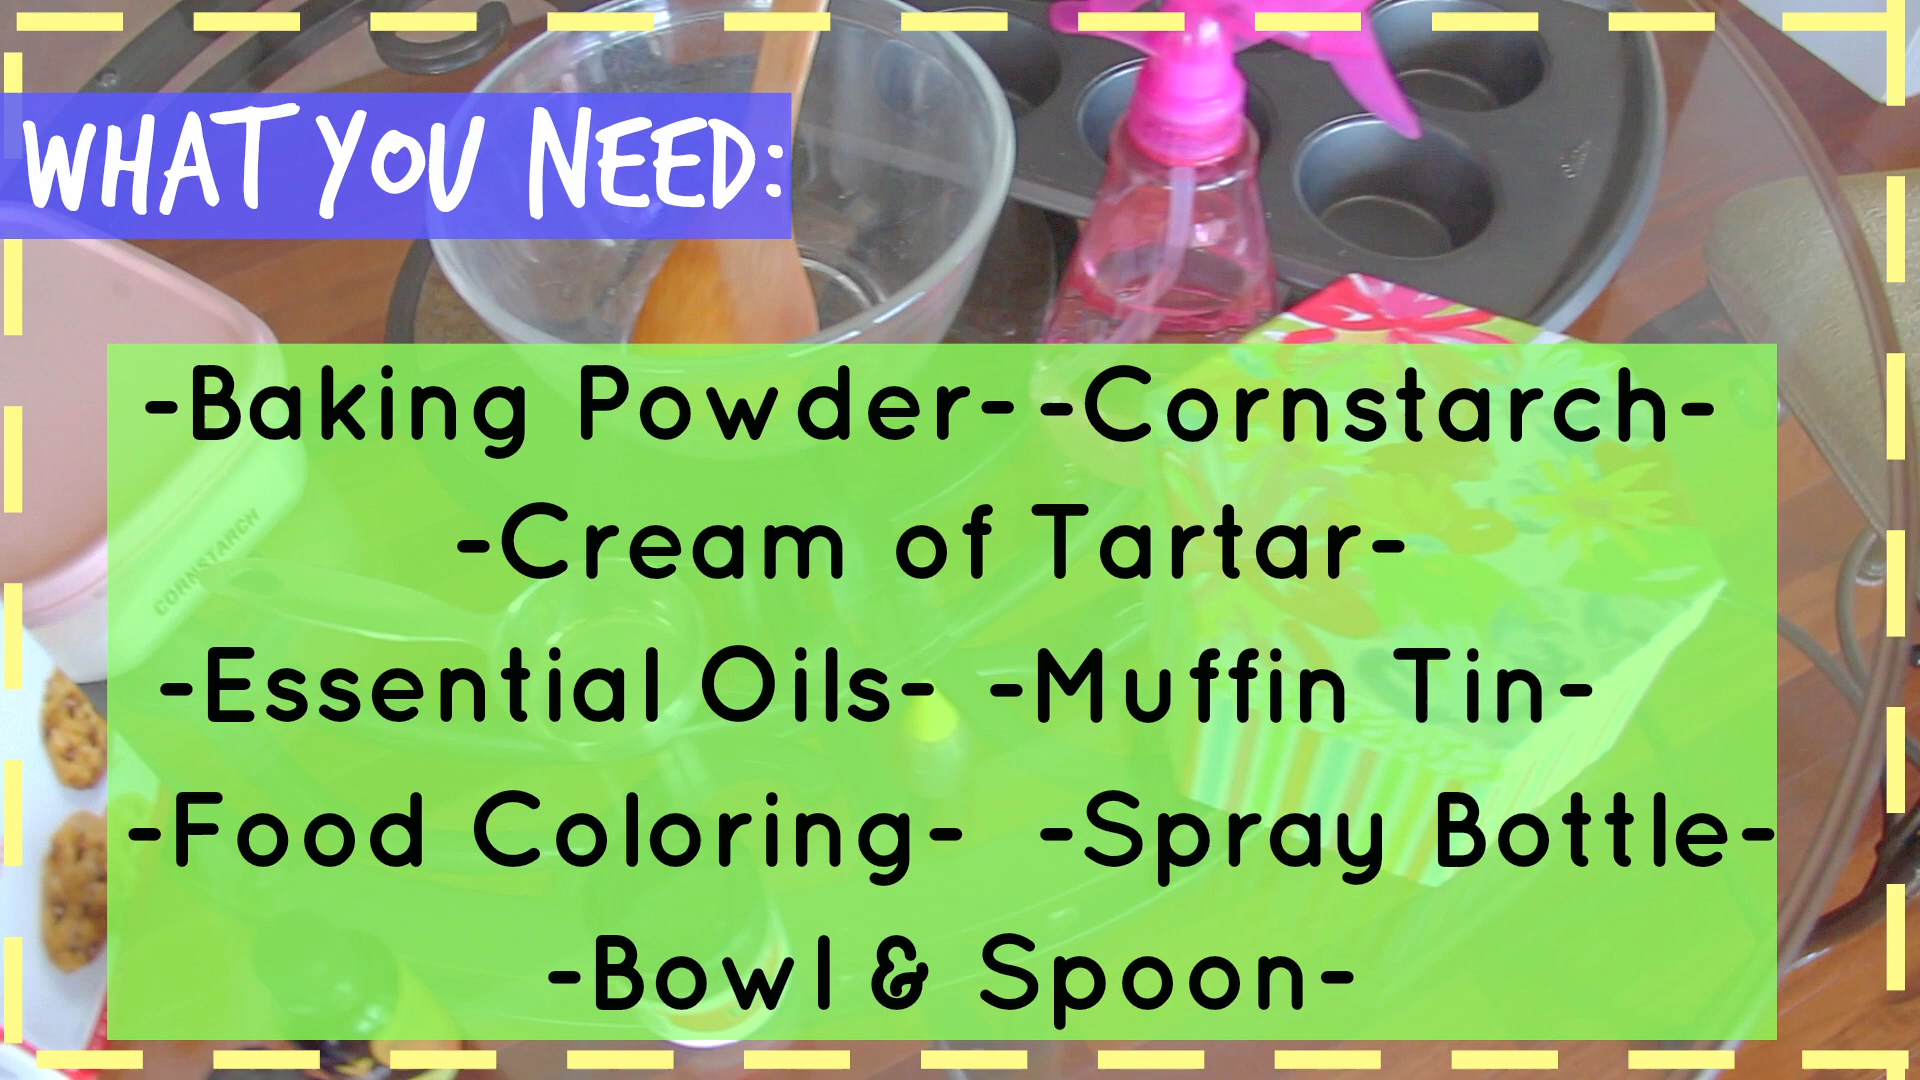 WHAT YOU NEED:
-Baking Powder- -Cornstarch-
-Cream of Tartar-
CORNSTARCH
-Essential Oils- -Muffin Tin-
-Food Coloring- -Spray Bottle-
-Bowl & Spoon-